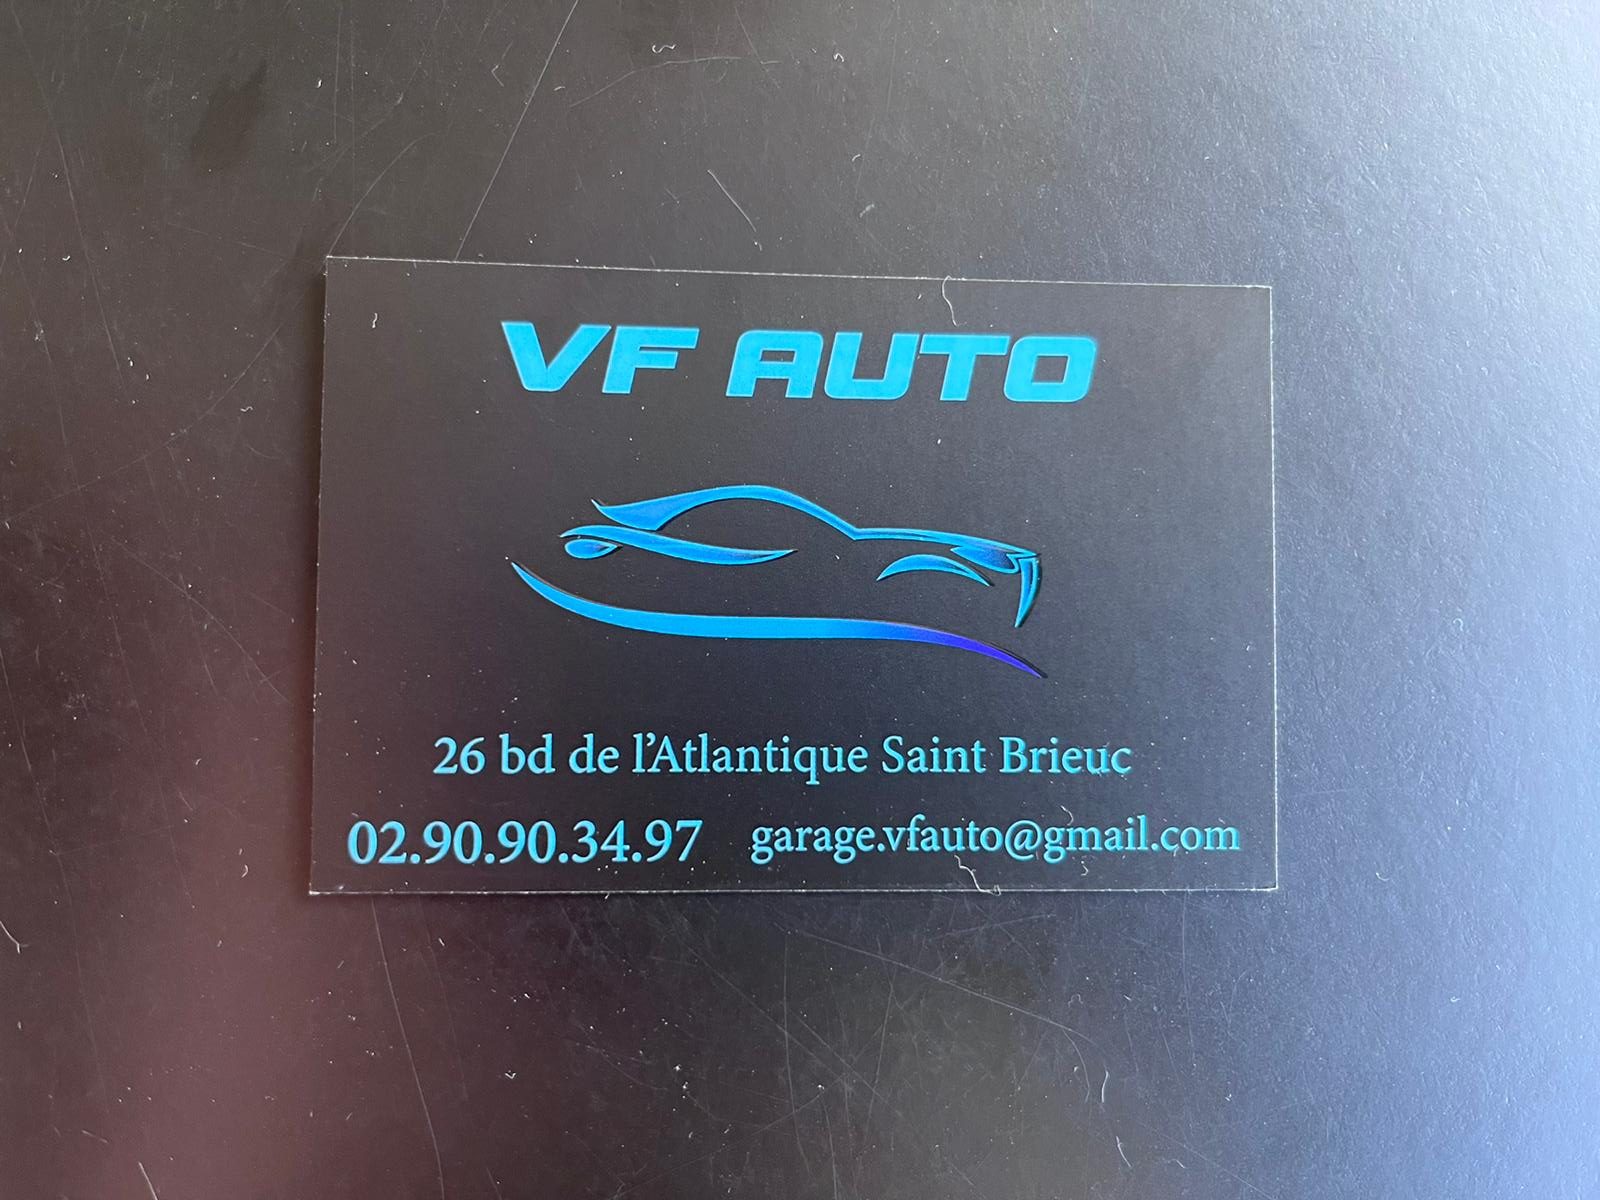 VF AUTO
26 bd de l’Atlantique Saint Brieuc
02.90.90.34.97 garage.vfauto@gmail.com